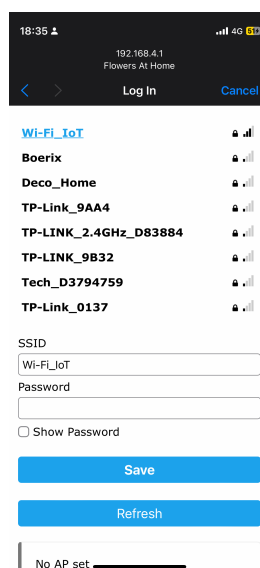 18:35
4G
192.168.4.1
Flowers At Home
Log In
Cancel
Wi-Fi_IoT
Boerix
Deco_Home
TP-Link_9AA4
TP-LINK_2.4GHz_D83884
TP-LINK_9B32
Tech_D3794759
TP-Link_0137
SSID
Wi-Fi_IoT
Password
Show Password
Save
Refresh
No AP set